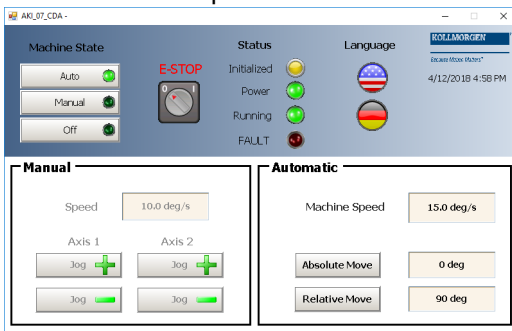 AKI_07_CDA -
Machine State
Auto
Manual
Off
E-STOP
0 I
Status
Initialized
Power
Running
FAULT
Language
KOLLMORGEN
Because Motion Matters™
4/12/2018 4:58 PM
Manual
Speed
10.0 deg/s
Axis 1
Axis 2
Jog
Jog
Jog
Jog
Automatic
Machine Speed
15.0 deg/s
Absolute Move
0 deg
Relative Move
90 deg